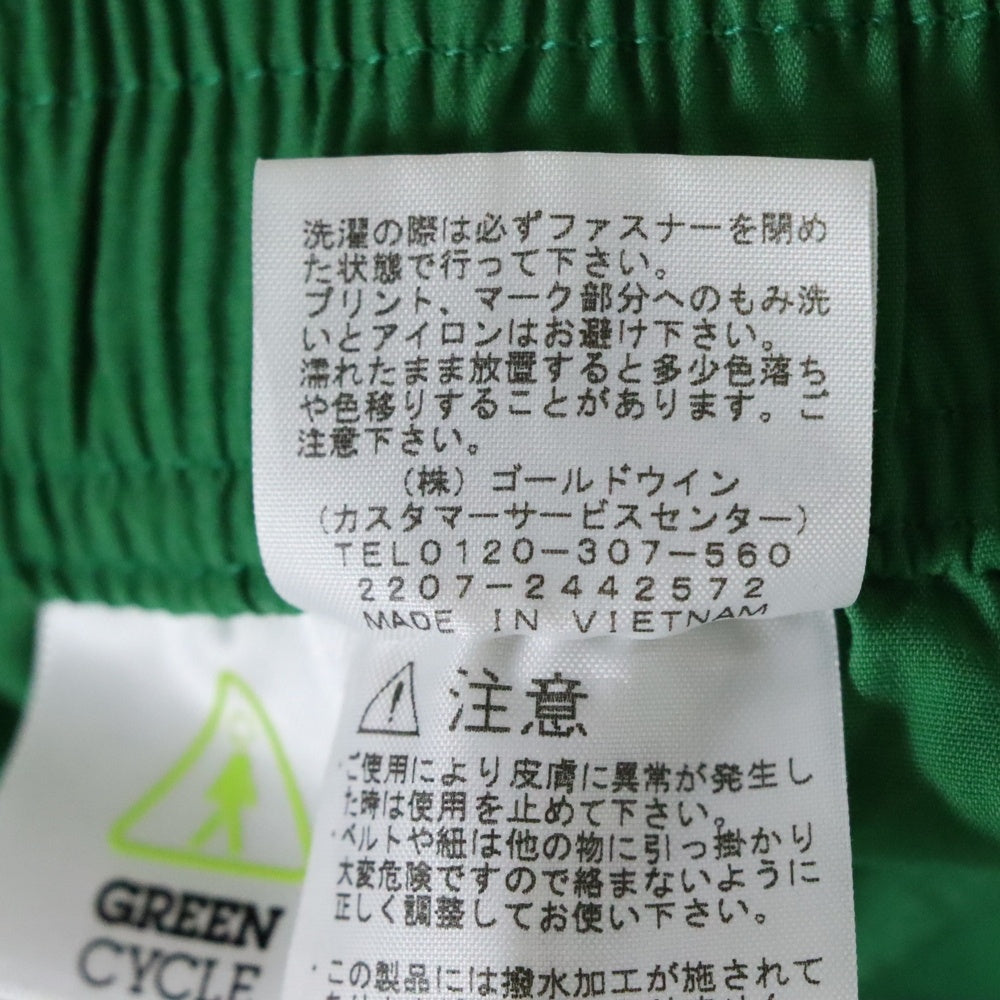 洗濯の際は必ずファスナーを閉め
た状態で行って下さい。
プリント、マーク部分へのもみ洗
いとアイロンはお避け下さい。
濡れたまま放置すると多少色落ち
や色移りすることがあります。ご
注意下さい。
(株)ゴールドウイン
(カスタマーサービスセンター)
TEL0120-307-560
2207-2442572
MADE IN VIETNAM
注意
・ご使用により皮膚に異常が発生し
た時は使用を止めて下さい。
・ベルトや紐は他の物に引っ掛かり
大変危険ですので絡まないように
正しく調整してお使い下さい。
・この製品には撥水加工が施されて
GREEN
CYCLE